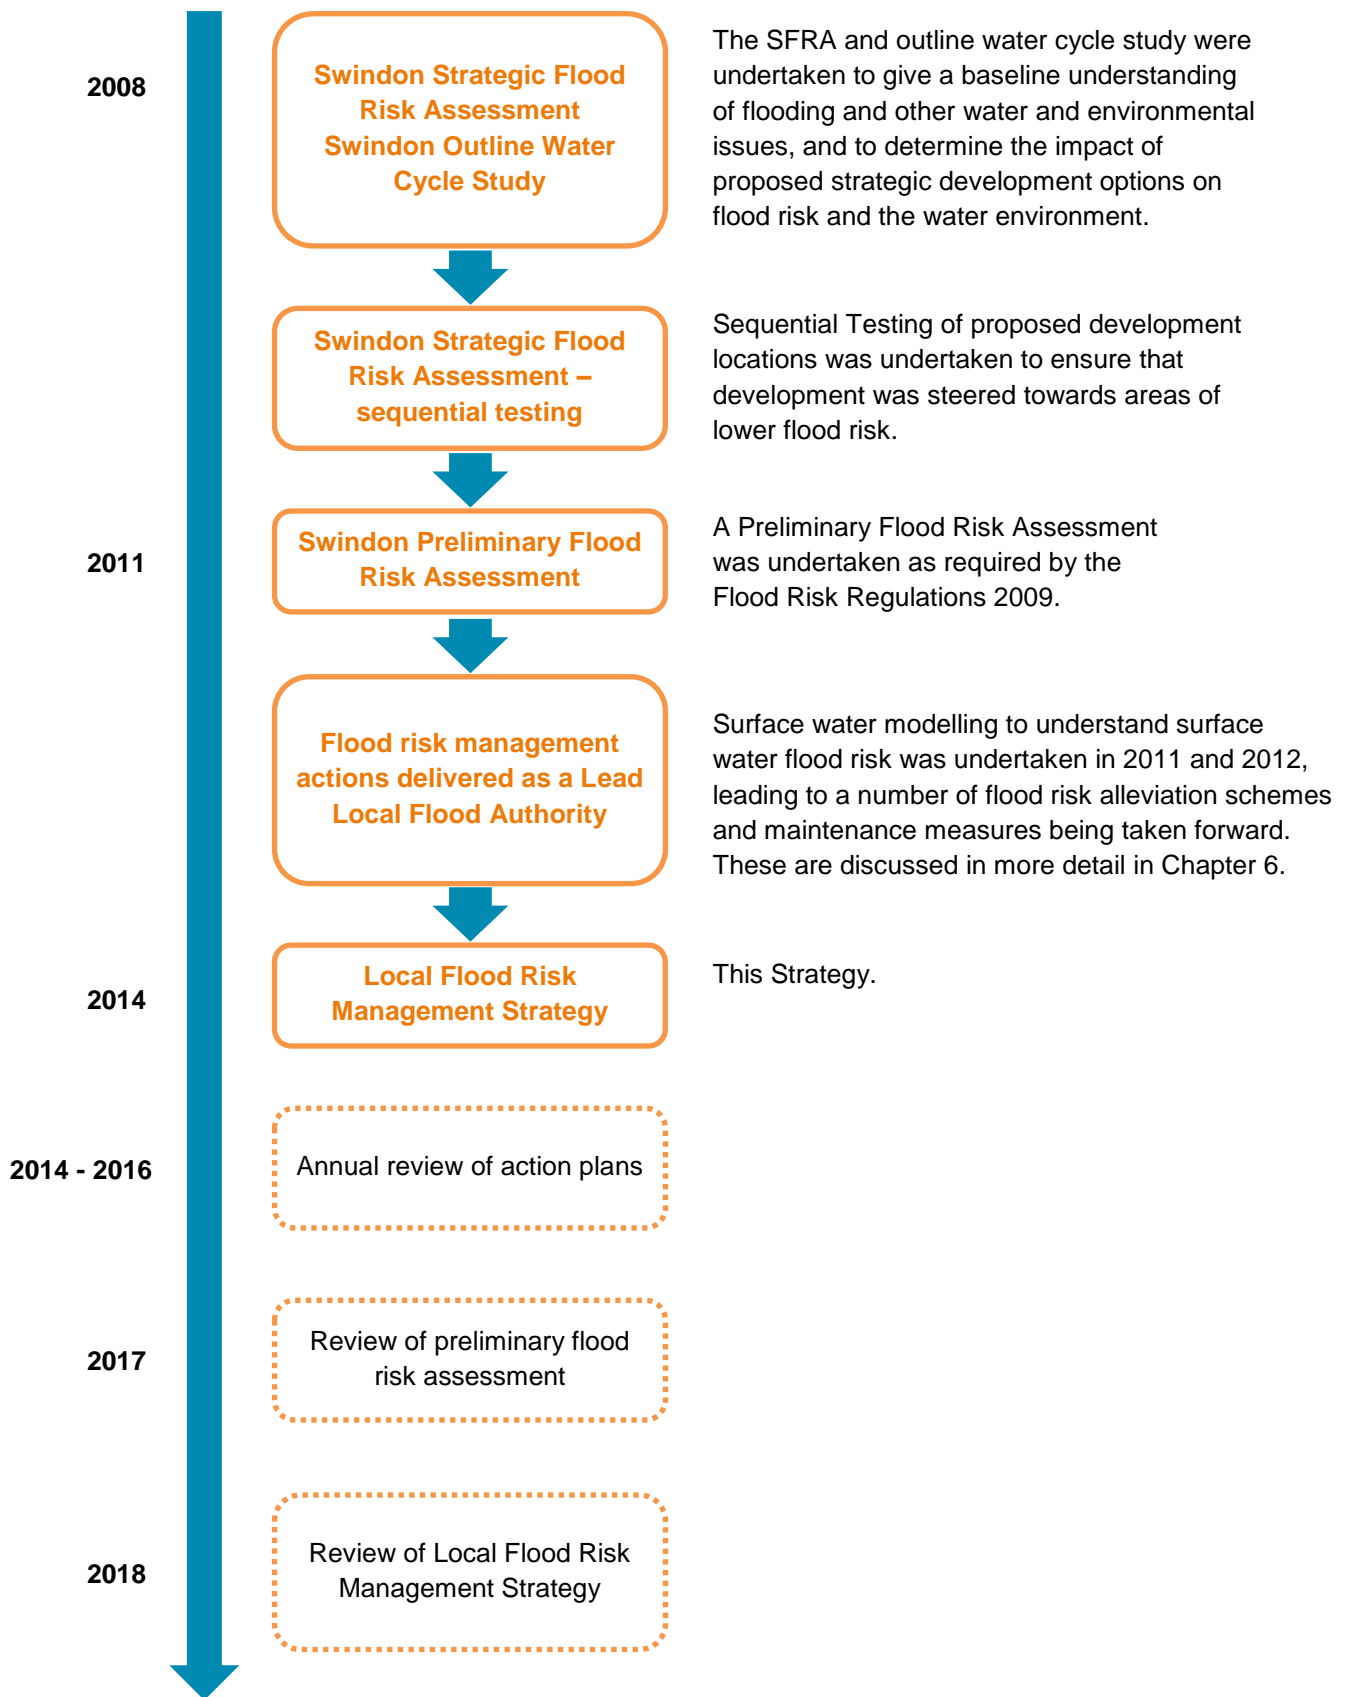 2008
Swindon Strategic Flood
Risk Assessment
Swindon Outline Water
Cycle Study
The SFRA and outline water cycle study were
undertaken to give a baseline understanding
of flooding and other water and environmental
issues, and to determine the impact of
proposed strategic development options on
flood risk and the water environment.
Swindon Strategic Flood
Risk Assessment –
sequential testing
Sequential Testing of proposed development
locations was undertaken to ensure that
development was steered towards areas of
lower flood risk.
2011
Swindon Preliminary Flood
Risk Assessment
A Preliminary Flood Risk Assessment
was undertaken as required by the
Flood Risk Regulations 2009.
Flood risk management
actions delivered as a Lead
Local Flood Authority
Surface water modelling to understand surface
water flood risk was undertaken in 2011 and 2012,
leading to a number of flood risk alleviation schemes
and maintenance measures being taken forward.
These are discussed in more detail in Chapter 6.
2014
Local Flood Risk
Management Strategy
This Strategy.
2014 - 2016
Annual review of action plans
2017
Review of preliminary flood
risk assessment
2018
Review of Local Flood Risk
Management Strategy